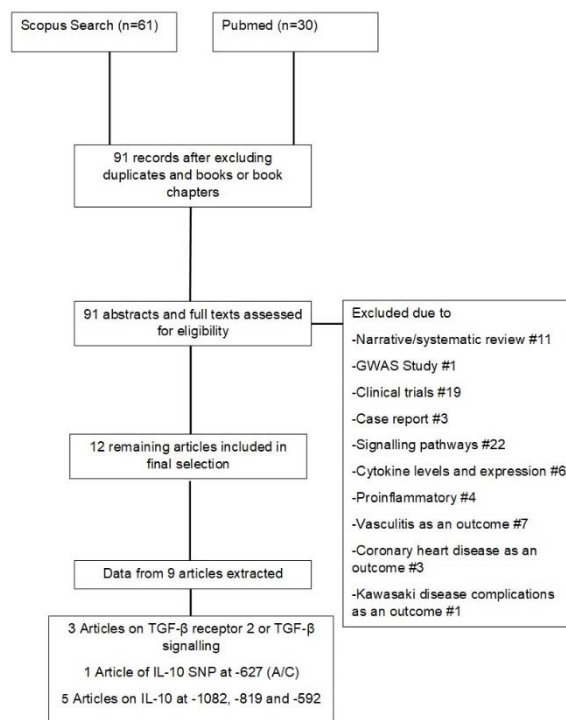 Scopus Search (n=61)
Pubmed (n=30)
91 records after excluding
duplicates and books or book
chapters
91 abstracts and full texts assessed
for eligibility
Excluded due to
-Narrative/systematic review #11
-GWAS Study #1
-Clinical trials #19
-Case report #3
-Signalling pathways #22
-Cytokine levels and expression #6
-Proinflammatory #4
-Vasculitis as an outcome #7
-Coronary heart disease as an
outcome #3
-Kawasaki disease complications
as an outcome #1
12 remaining articles included in
final selection
Data from 9 articles extracted
3 Articles on TGF-β receptor 2 or TGF-β
signalling
1 Article of IL-10 SNP at -627 (A/C)
5 Articles on IL-10 at -1082, -819 and -592